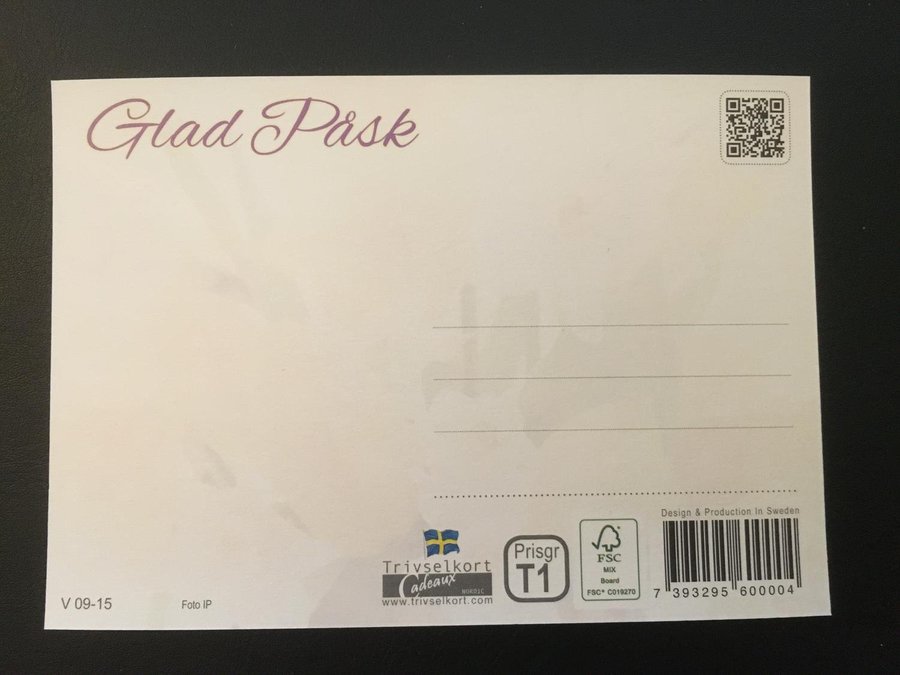 Glad Påsk
Design & Production In Sweden
Trivselkort
Cadeaux
NORDIC
www.trivselkort.com
Prisgr
T1
FSC
MIX
Board
FSC® C019270
7 393295 600004
V 09-15
Foto IP